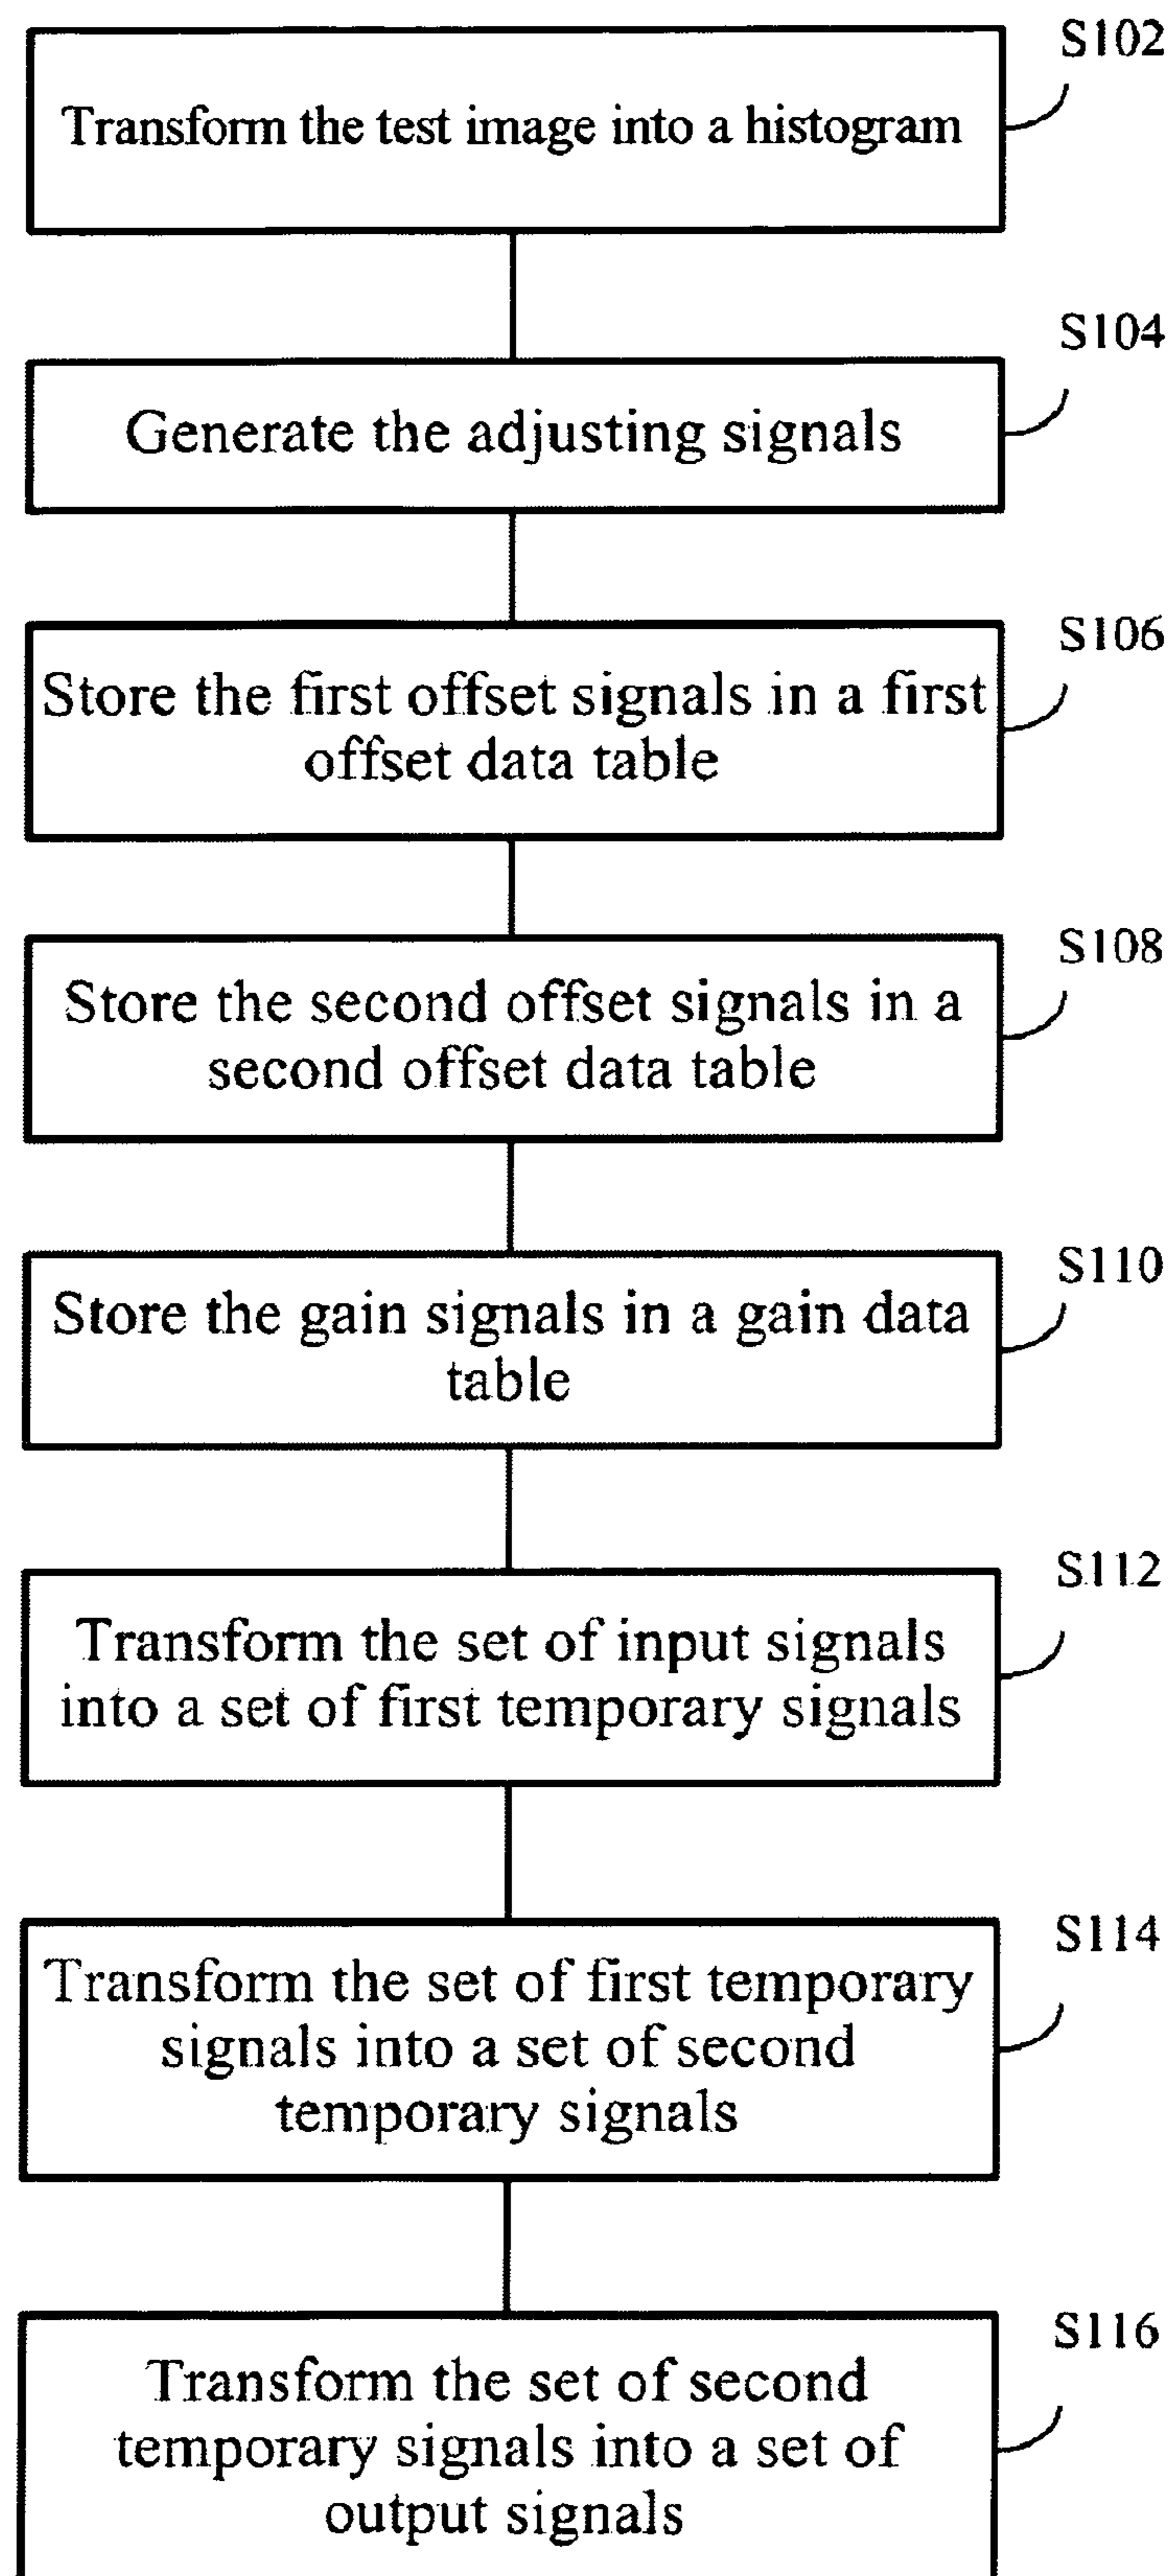 S102
Transform the test image into a histogram
S104
Generate the adjusting signals
S106
Store the first offset signals in a first
offset data table
S108
Store the second offset signals in a
second offset data table
S110
Store the gain signals in a gain data
table
S112
Transform the set of input signals
into a set of first temporary signals
S114
Transform the set of first temporary
signals into a set of second
temporary signals
S116
Transform the set of second
temporary signals into a set of
output signals